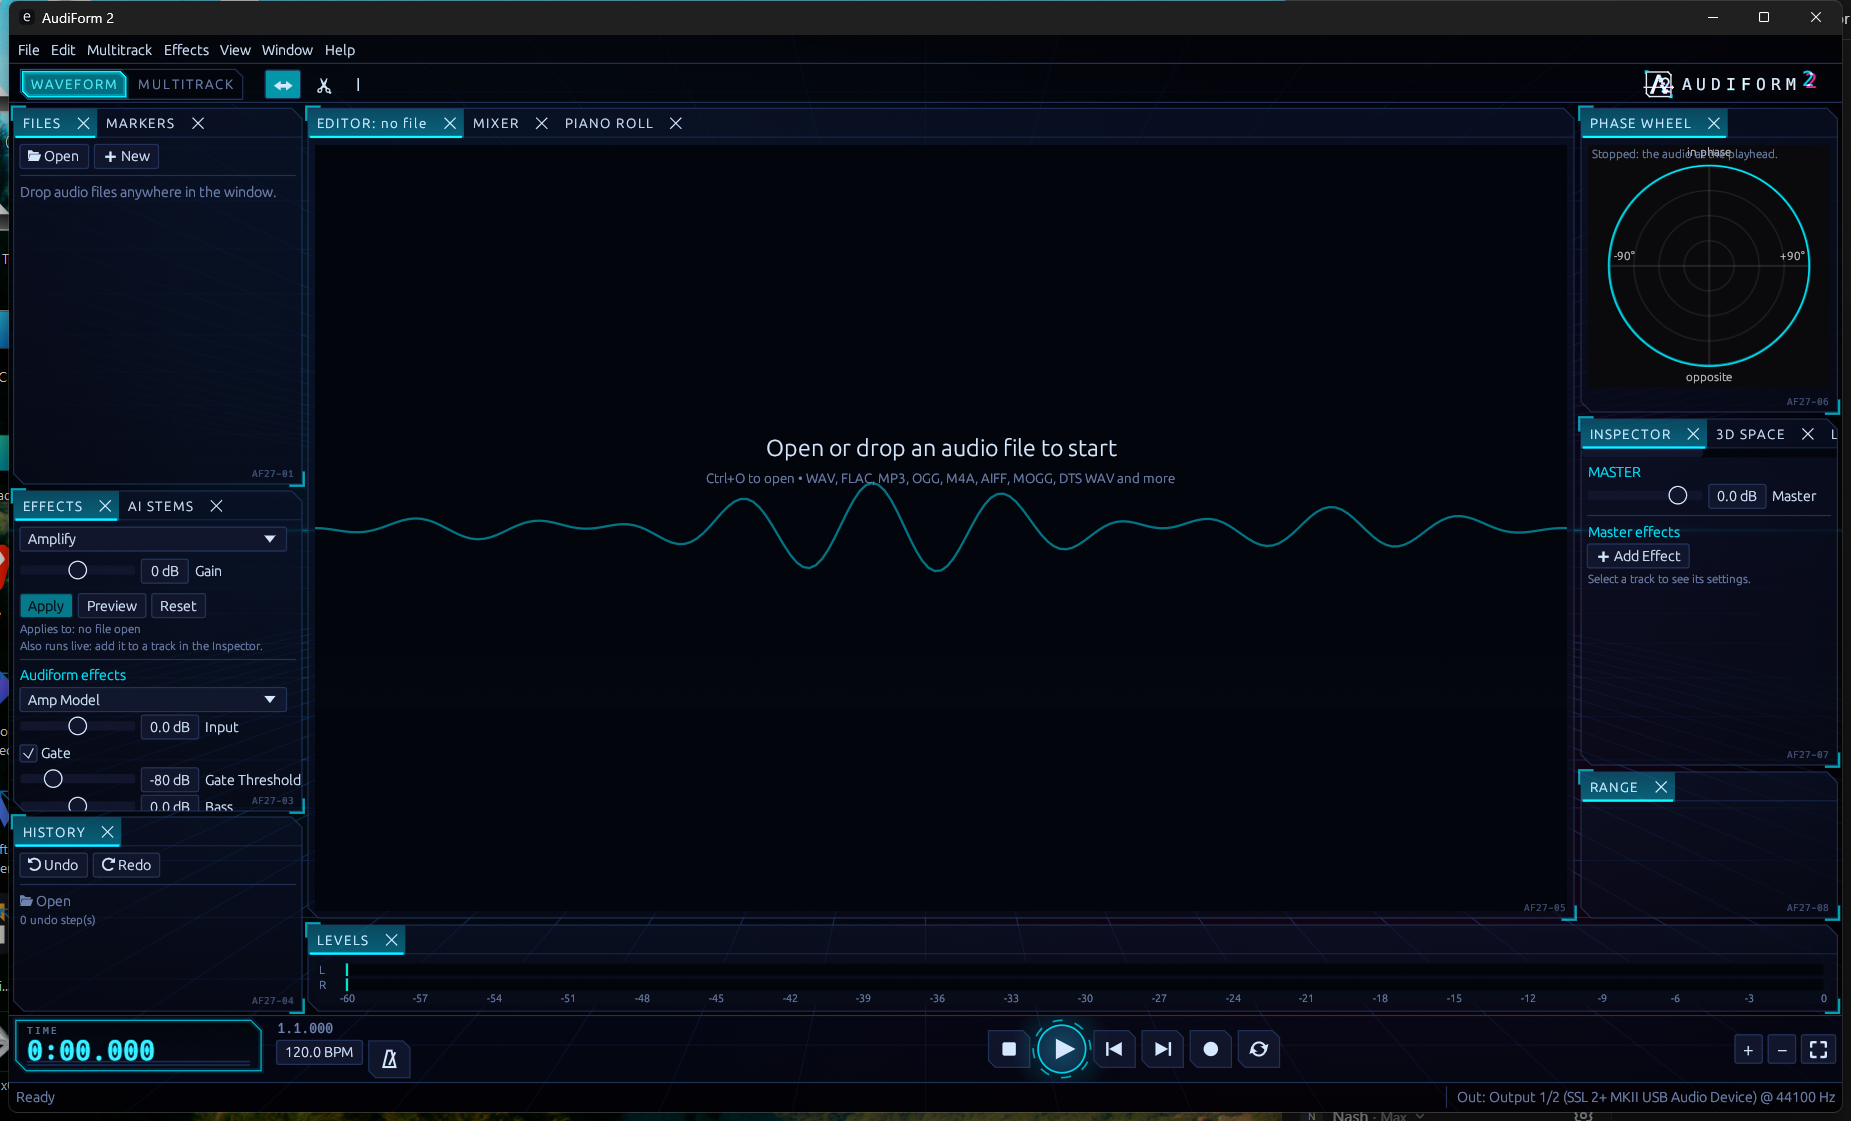 AudiForm 2
File Edit Multitrack Effects View Window Help
WAVEFORM MULTITRACK
AUDIFORM 2
FILES MARKERS
Open New
Drop audio files anywhere in the window.
AF27-01
EFFECTS AI STEMS
Amplify
0 dB Gain
Apply Preview Reset
Applies to: no file open
Also runs live: add it to a track in the Inspector.
Audiform effects
Amp Model
0.0 dB Input
Gate
-80 dB Gate Threshold
0.0 dB Bass
AF27-03
HISTORY
Undo Redo
Open
0 undo step(s)
AF27-04
EDITOR: no file MIXER PIANO ROLL
Open or drop an audio file to start
Ctrl+O to open • WAV, FLAC, MP3, OGG, M4A, AIFF, MOGG, DTS WAV and more
AF27-05
LEVELS
L
R
-60 -57 -54 -51 -48 -45 -42 -39 -36 -33 -30 -27 -24 -21 -18 -15 -12 -9 -6 -3 0
PHASE WHEEL
Stopped: the audio at the playhead.
in phase
-90° +90°
opposite
AF27-06
INSPECTOR 3D SPACE L
MASTER
0.0 dB Master
Master effects
Add Effect
Select a track to see its settings.
AF27-07
RANGE
AF27-08
TIME
0:00.000
1.1.000
120.0 BPM
Ready
Out: Output 1/2 (SSL 2+ MKII USB Audio Device) @ 44100 Hz
Nash · Max